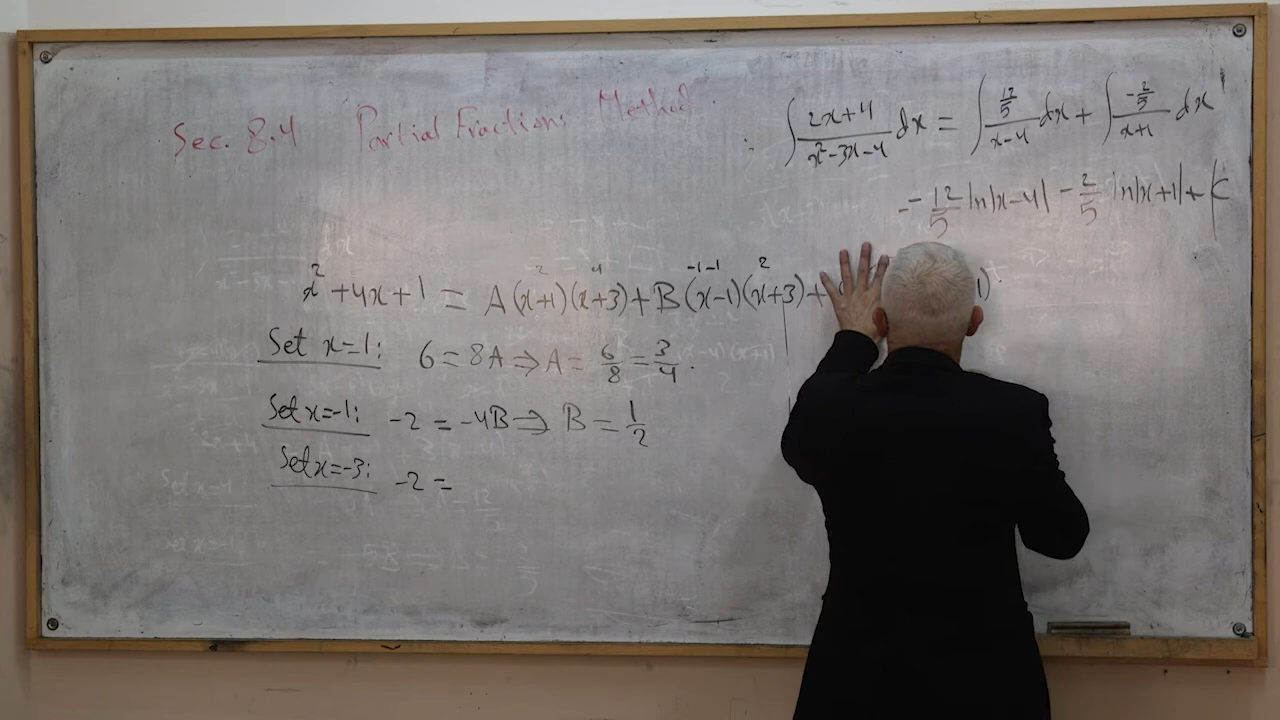 Sec. 8.4 Partial Fractions Method.
∴ ∫ (2x+4)/(x²-3x-4) dx = ∫ (12/5)/(x-4) dx + ∫ (-2/5)/(x+1) dx
= 12/5 ln|x-4| - 2/5 ln|x+1| + C
x²+4x+1 = A(x+1)(x+3)+B(x-1)(x+3)+
Set x=1: 6 = 8A ⇒ A = 6/8 = 3/4.
Set x=-1: -2 = -4B ⇒ B = 1/2
Set x=-3: -2 =